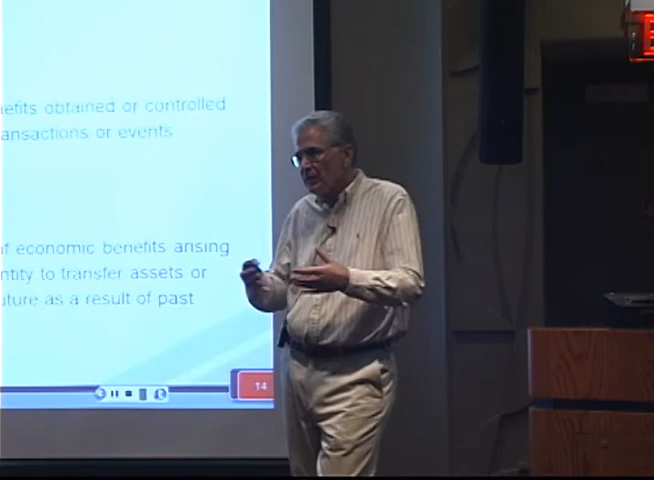 efits obtained or controlled
ansactions or events
of economic benefits arising
ntity to transfer assets or
uture as a result of past
14